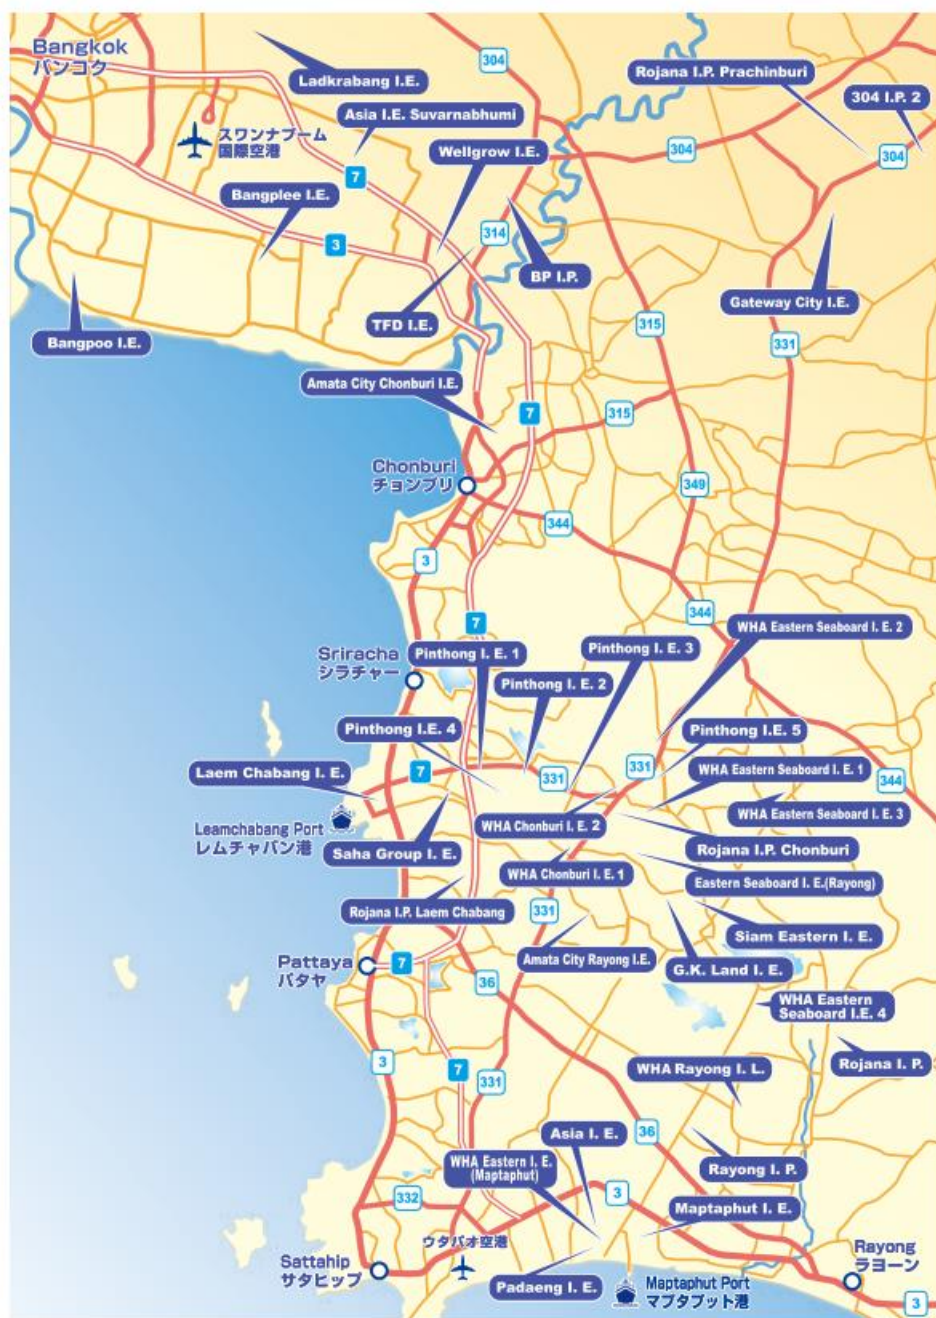 Bangkok
バンコク
Ladkrabang I.E.
304
Rojana I.P. Prachinburi
304 I.P. 2
Asia I.E. Suvarnabhumi
スワンナプーム
国際空港
Wellgrow I.E.
304
304
7
Bangplee I.E.
3
314
BP I.P.
Gateway City I.E.
TFD I.E.
315
331
Bangpoo I.E.
Amata City Chonburi I.E.
7
315
Chonburi
チョンブリ
349
344
3
7
344
WHA Eastern Seaboard I. E. 2
Sriracha
シラチャー
Pinthong I. E. 1
Pinthong I. E. 3
Pinthong I. E. 2
Pinthong I.E. 4
Pinthong I.E. 5
Laem Chabang I. E.
7
331
331
WHA Eastern Seaboard I.E. 1
344
WHA Eastern Seaboard I.E. 3
Leamchabang Port
レムチャバン港
WHA Chonburi I. E. 2
Saha Group I. E.
Rojana I.P. Chonburi
WHA Chonburi I. E. 1
Eastern Seaboard I. E.(Rayong)
Rojana I.P. Laem Chabang
331
Siam Eastern I. E.
Pattaya
パタヤ
7
Amata City Rayong I.E.
G.K. Land I. E.
36
WHA Eastern
Seaboard I.E. 4
3
7
331
WHA Rayong I. L.
Rojana I. P.
Asia I. E.
36
WHA Eastern I. E.
(Maptaphut)
Rayong I. P.
332
3
Maptaphut I. E.
ウタパオ空港
Sattahip
サタヒップ
Padaeng I. E.
Maptaphut Port
マプタプット港
Rayong
ラヨーン
3